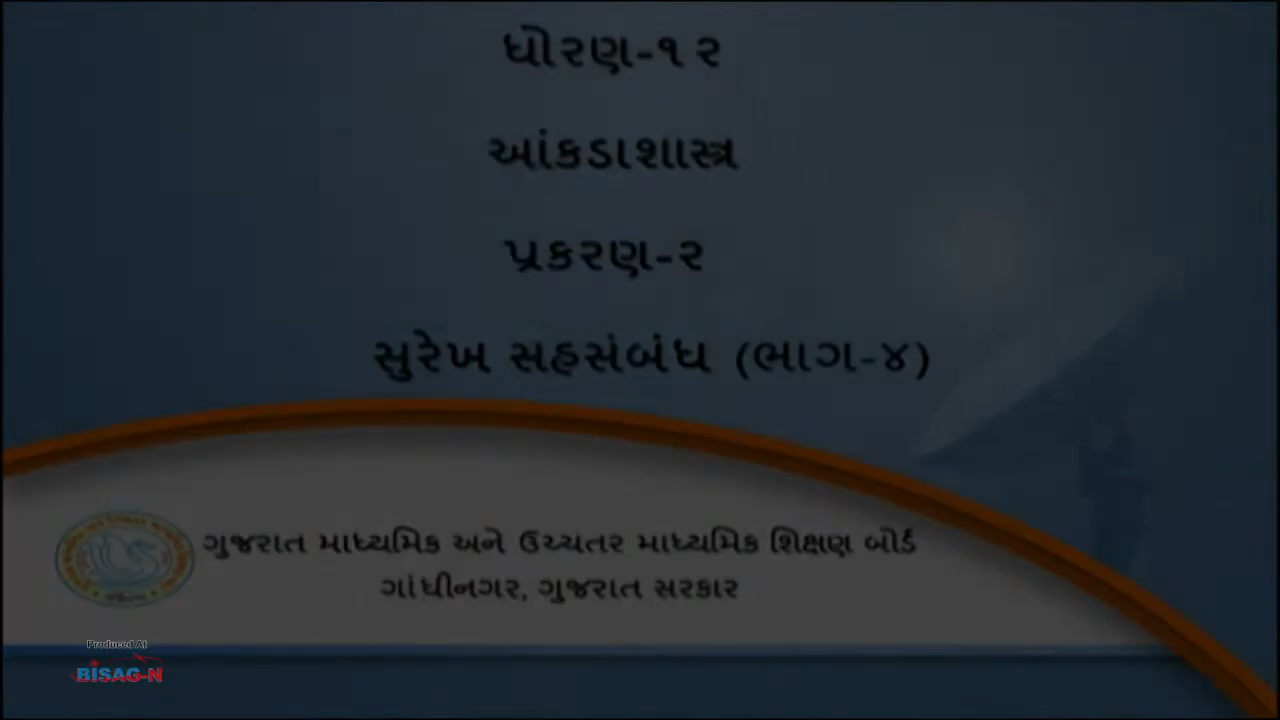 ધોરણ-૧૨
આંકડાશાસ્ત્ર
પ્રકરણ-૨
સુરેખ સહસંબંધ (ભાગ-૪)
ગુજરાત માધ્યમિક અને ઉચ્ચતર માધ્યમિક શિક્ષણ બોર્ડ
ગાંધીનગર, ગુજરાત સરકાર
Produced At
BISAG-N